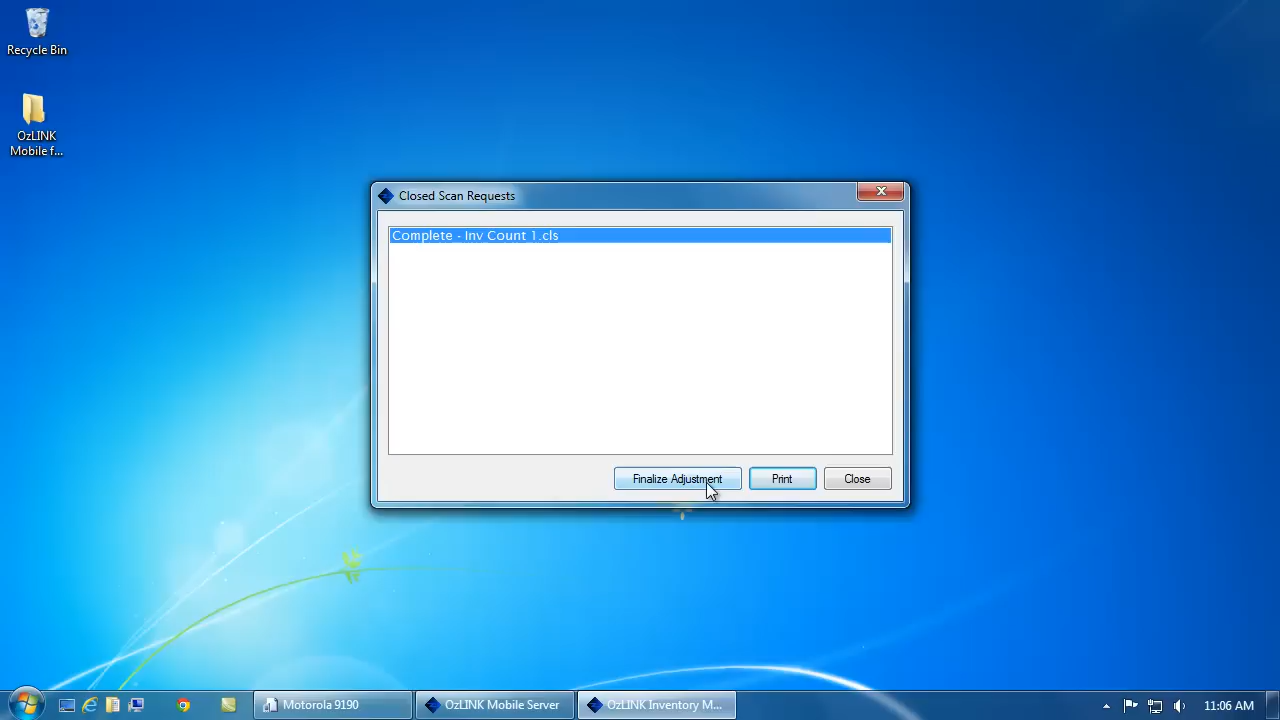 Recycle Bin
OzLINK
Mobile f...
Closed Scan Requests
Complete - Inv Count 1.cls
Finalize Adjustment
Print
Close
Motorola 9190
OzLINK Mobile Server
OzLINK Inventory M...
11:06 AM